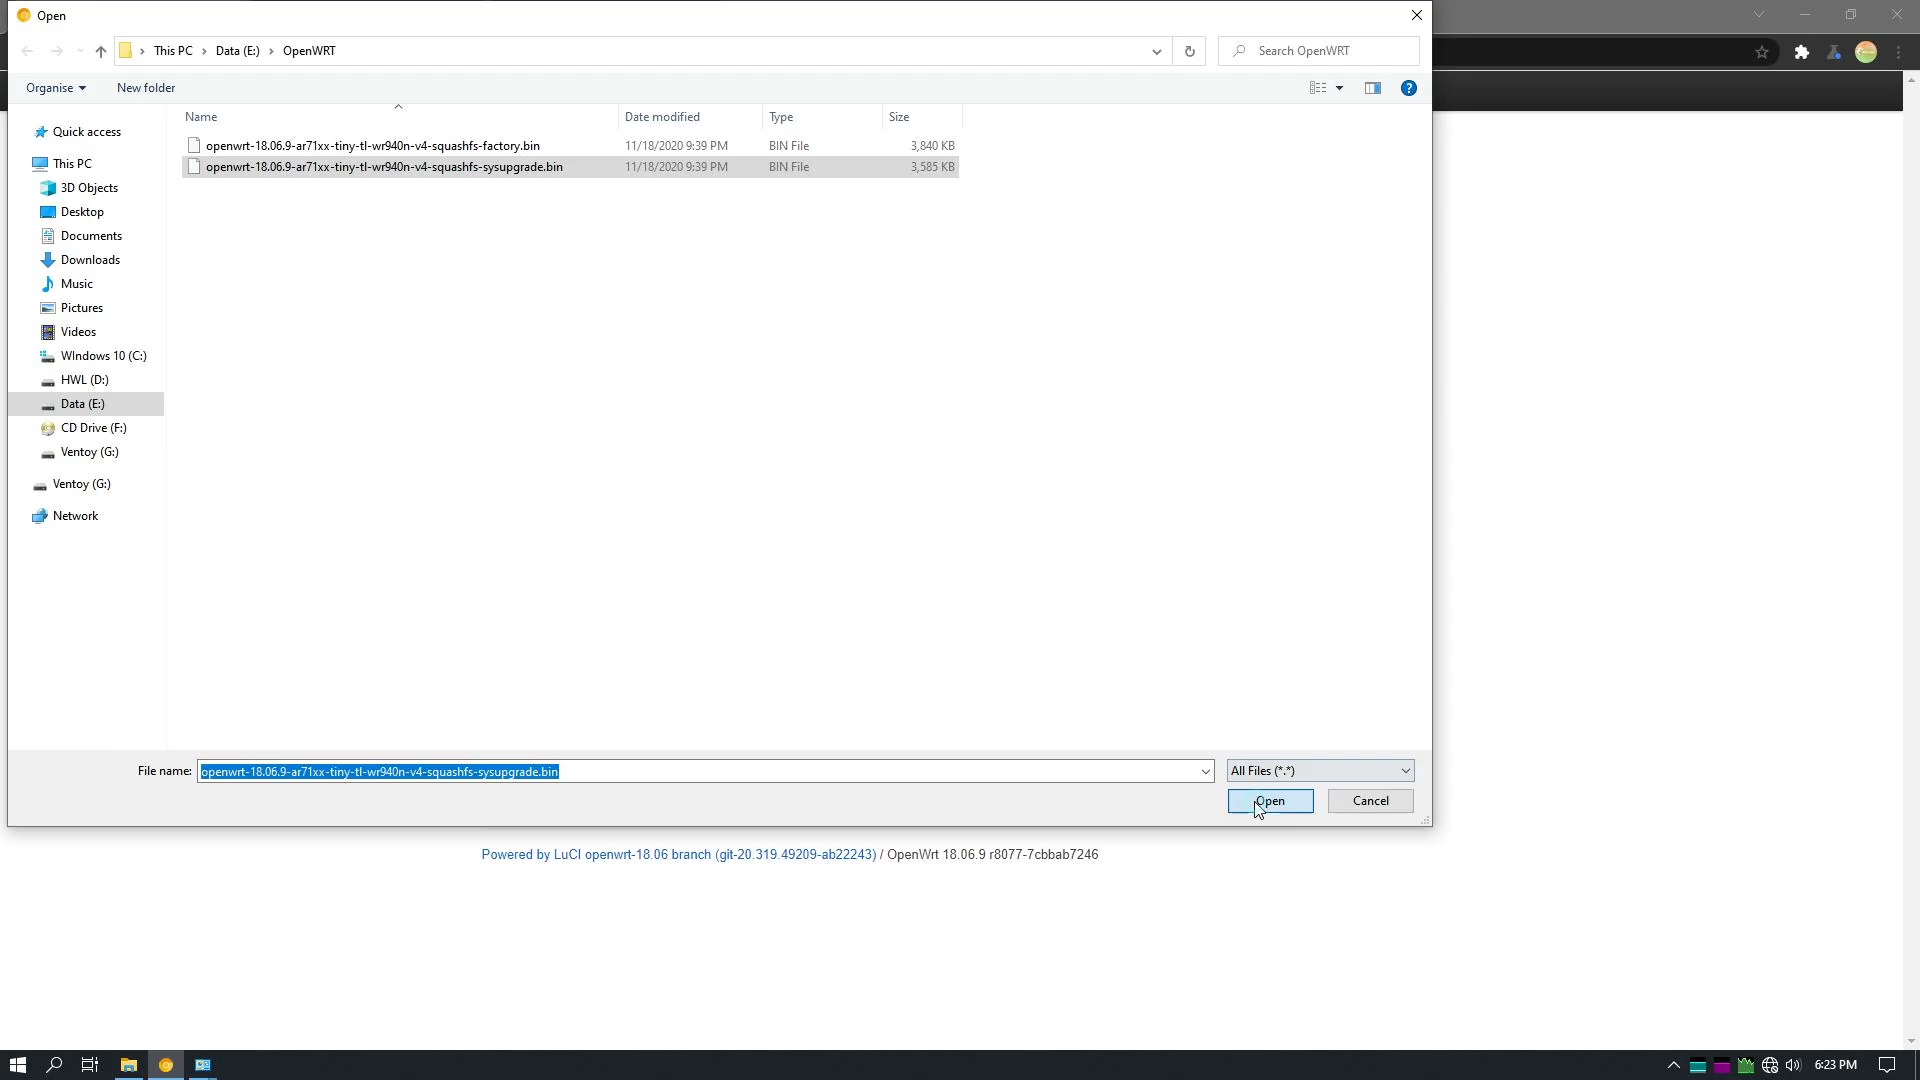 Open
This PC > Data (E:) > OpenWRT
Search OpenWRT
Organise
New folder
?
Name Date modified Type Size
openwrt-18.06.9-ar71xx-tiny-tl-wr940n-v4-squashfs-factory.bin 11/18/2020 9:39 PM BIN File 3,840 KB
openwrt-18.06.9-ar71xx-tiny-tl-wr940n-v4-squashfs-sysupgrade.bin 11/18/2020 9:39 PM BIN File 3,585 KB
Quick access
This PC
3D Objects
Desktop
Documents
Downloads
Music
Pictures
Videos
WIndows 10 (C:)
HWL (D:)
Data (E:)
CD Drive (F:)
Ventoy (G:)
Ventoy (G:)
Network
File name: openwrt-18.06.9-ar71xx-tiny-tl-wr940n-v4-squashfs-sysupgrade.bin All Files (*.*)
Open Cancel
Powered by LuCI openwrt-18.06 branch (git-20.319.49209-ab22243) / OpenWrt 18.06.9 r8077-7cbbab7246
6:23 PM